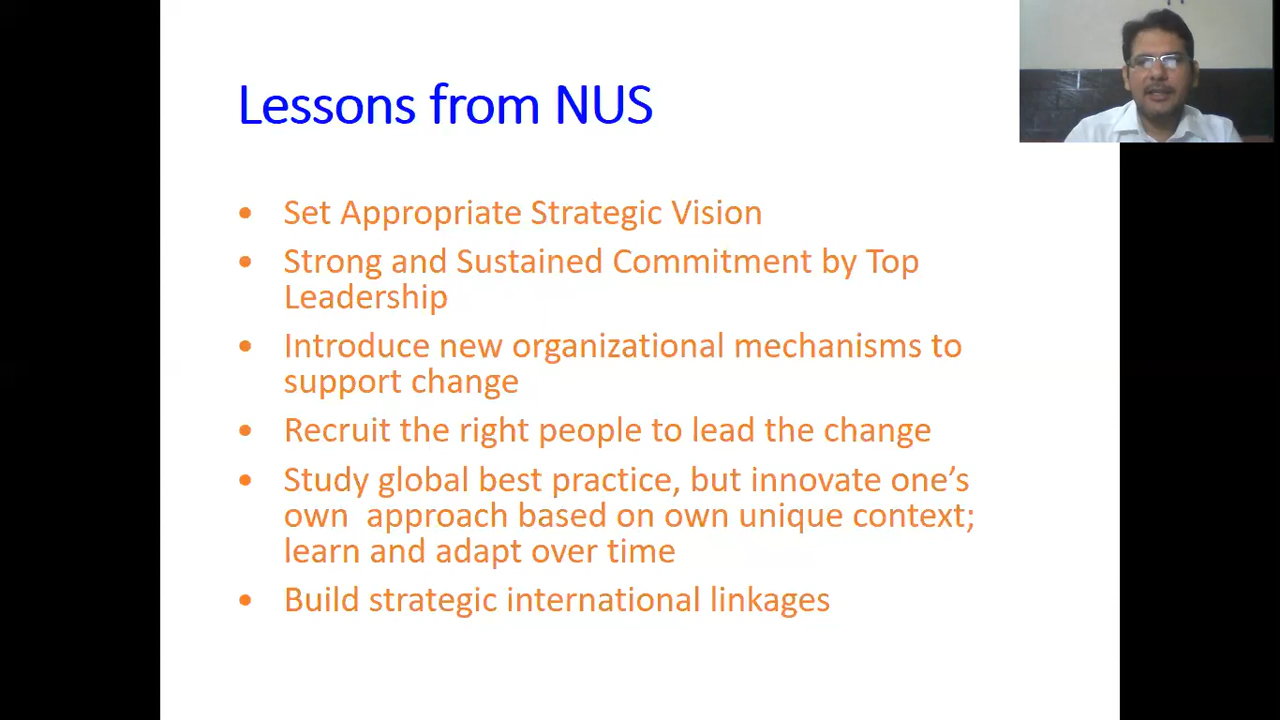 Lessons from NUS
• Set Appropriate Strategic Vision
• Strong and Sustained Commitment by Top
Leadership
• Introduce new organizational mechanisms to
support change
• Recruit the right people to lead the change
• Study global best practice, but innovate one’s
own  approach based on own unique context;
learn and adapt over time
• Build strategic international linkages